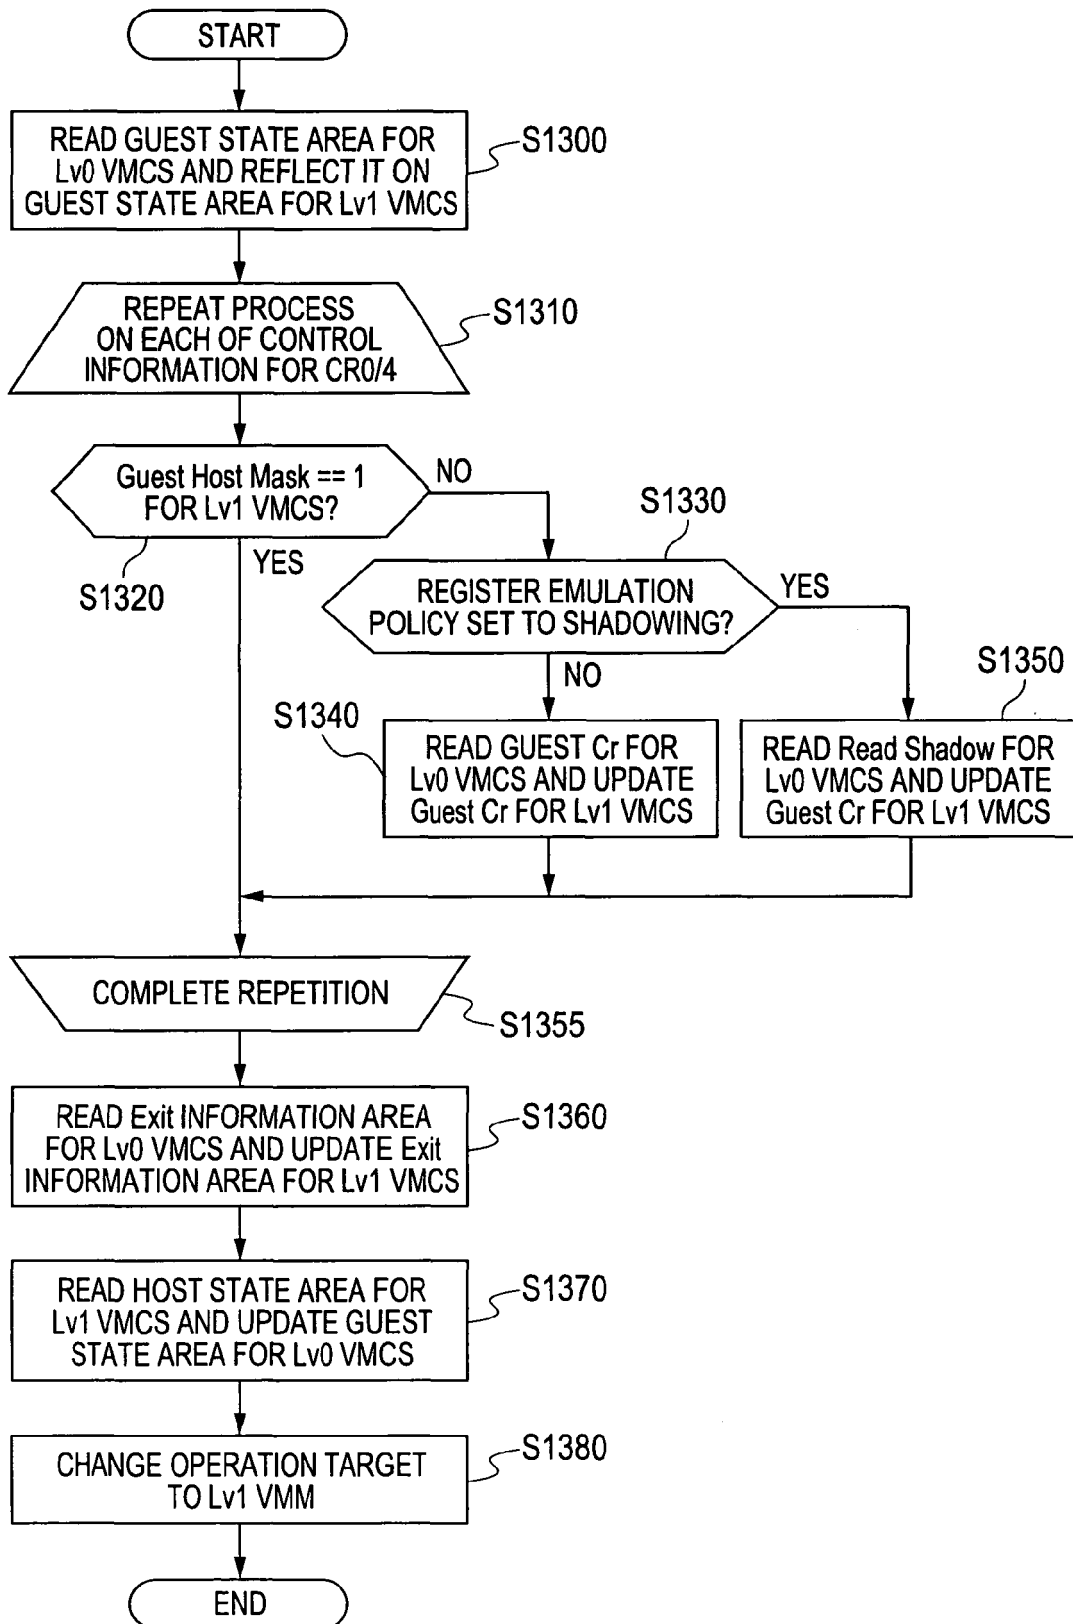 START
READ GUEST STATE AREA FOR
Lv0 VMCS AND REFLECT IT ON
GUEST STATE AREA FOR Lv1 VMCS
S1300
REPEAT PROCESS
ON EACH OF CONTROL
INFORMATION FOR CR0/4
S1310
Guest Host Mask == 1
FOR Lv1 VMCS?
NO
YES
S1320
S1330
REGISTER EMULATION
POLICY SET TO SHADOWING?
YES
NO
S1340
READ GUEST Cr FOR
Lv0 VMCS AND UPDATE
Guest Cr FOR Lv1 VMCS
S1350
READ Read Shadow FOR
Lv0 VMCS AND UPDATE
Guest Cr FOR Lv1 VMCS
COMPLETE REPETITION
S1355
READ Exit INFORMATION AREA
FOR Lv0 VMCS AND UPDATE Exit
INFORMATION AREA FOR Lv1 VMCS
S1360
READ HOST STATE AREA FOR
Lv1 VMCS AND UPDATE GUEST
STATE AREA FOR Lv0 VMCS
S1370
CHANGE OPERATION TARGET
TO Lv1 VMM
S1380
END